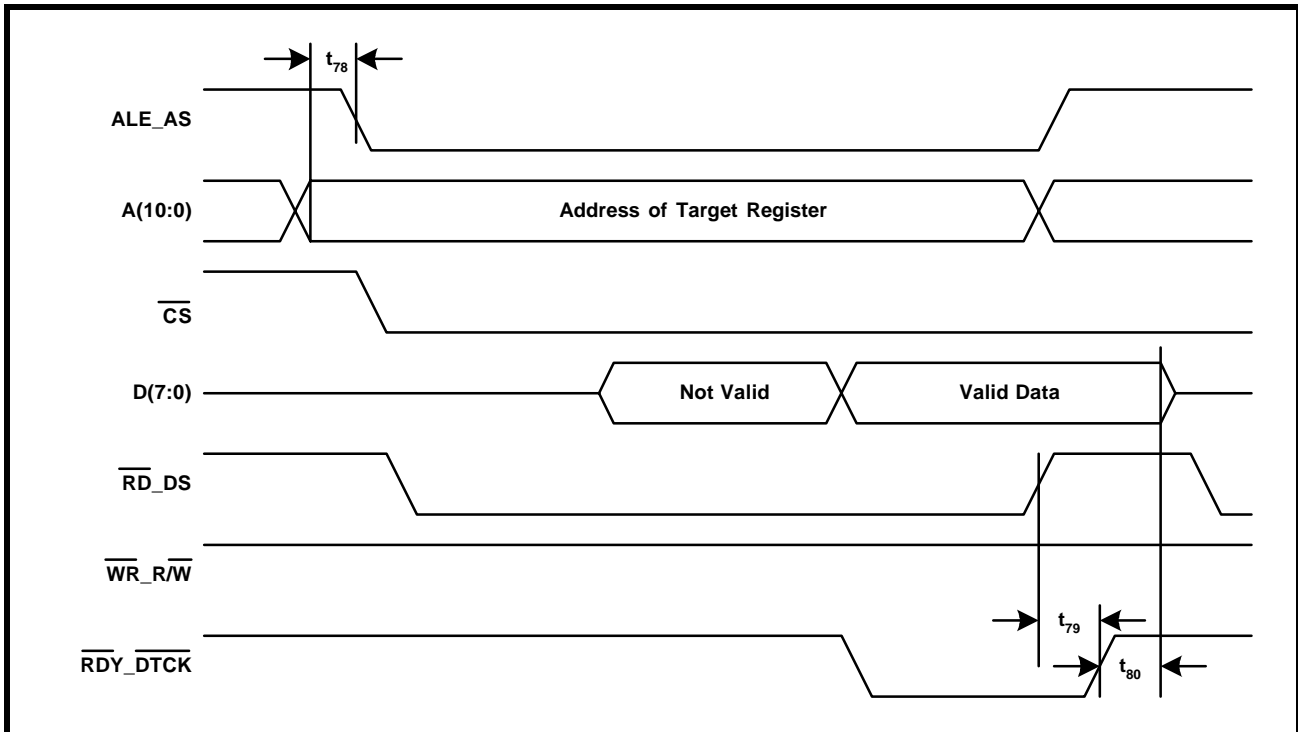 t78
ALE_AS
A(10:0)
Address of Target Register
CS
D(7:0)
Not Valid
Valid Data
RD_DS
WR_R/W
t79
RDY_DTCK
t80